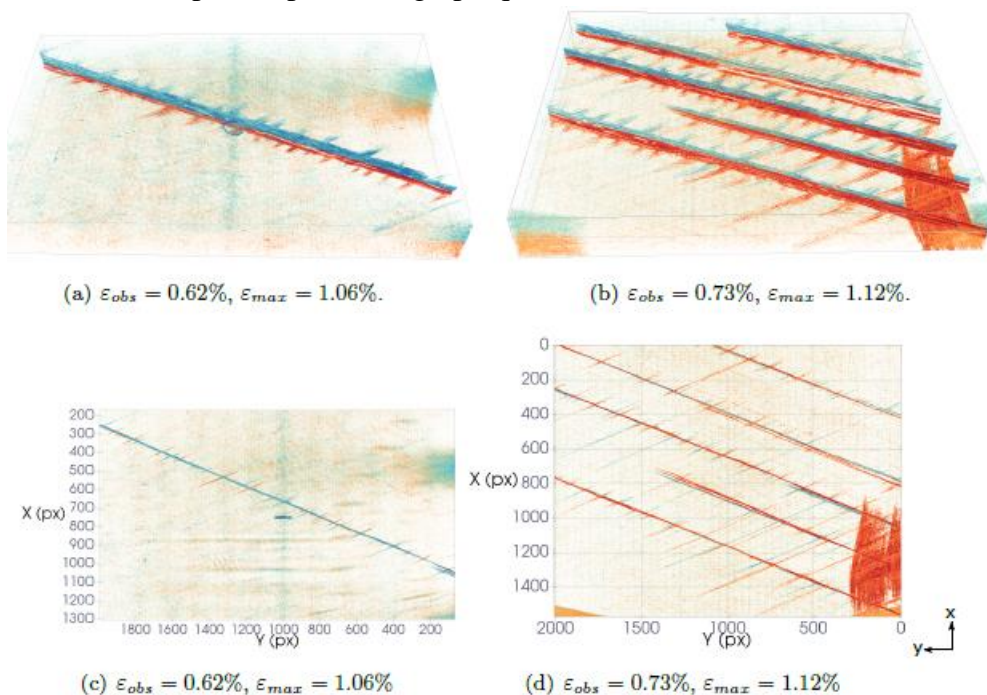 (a) εobs = 0.62%, εmax = 1.06%.
(b) εobs = 0.73%, εmax = 1.12%.
200
300
400
500
600
700
800
900
1000
1100
1200
1300
X (px)
1800 1600 1400 1200 1000 800 600 400 200
Y (px)
0
200
400
600
800
1000
1200
1400
X (px)
2000 1500 1000 500 0
Y (px)
x
y
(c) εobs = 0.62%, εmax = 1.06%
(d) εobs = 0.73%, εmax = 1.12%